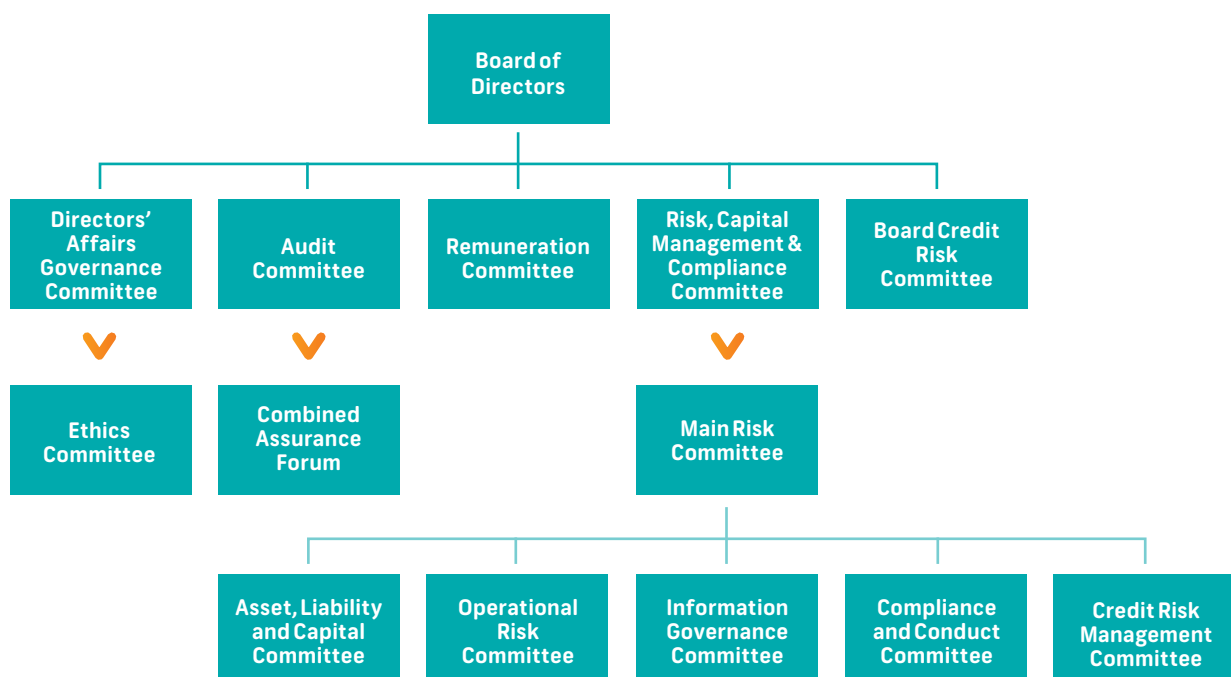 Board of
Directors
Directors’
Affairs
Governance
Committee
Audit
Committee
Remuneration
Committee
Risk, Capital
Management &
Compliance
Committee
Board Credit
Risk
Committee
Ethics
Committee
Combined
Assurance
Forum
Main Risk
Committee
Asset, Liability
and Capital
Committee
Operational
Risk
Committee
Information
Governance
Committee
Compliance
and Conduct
Committee
Credit Risk
Management
Committee